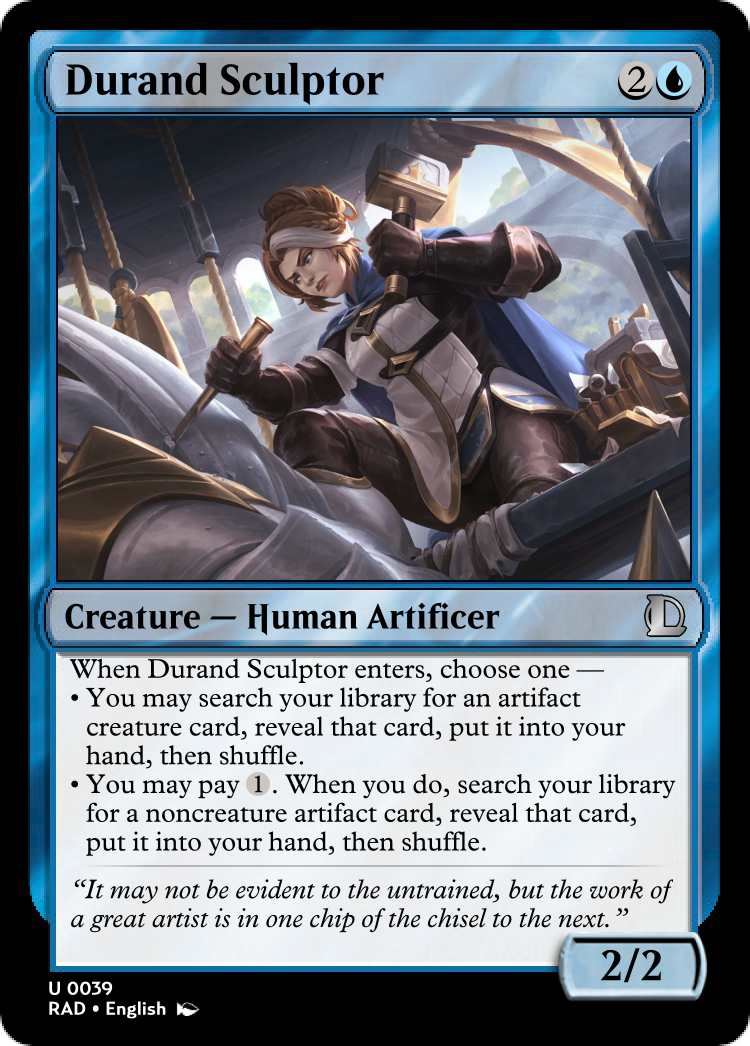 Durand Sculptor 2
Creature — Human Artificer
When Durand Sculptor enters, choose one —
• You may search your library for an artifact
creature card, reveal that card, put it into your
hand, then shuffle.
• You may pay 1. When you do, search your library
for a noncreature artifact card, reveal that card,
put it into your hand, then shuffle.
“It may not be evident to the untrained, but the work of
a great artist is in one chip of the chisel to the next.”
2/2
U 0039
RAD • English